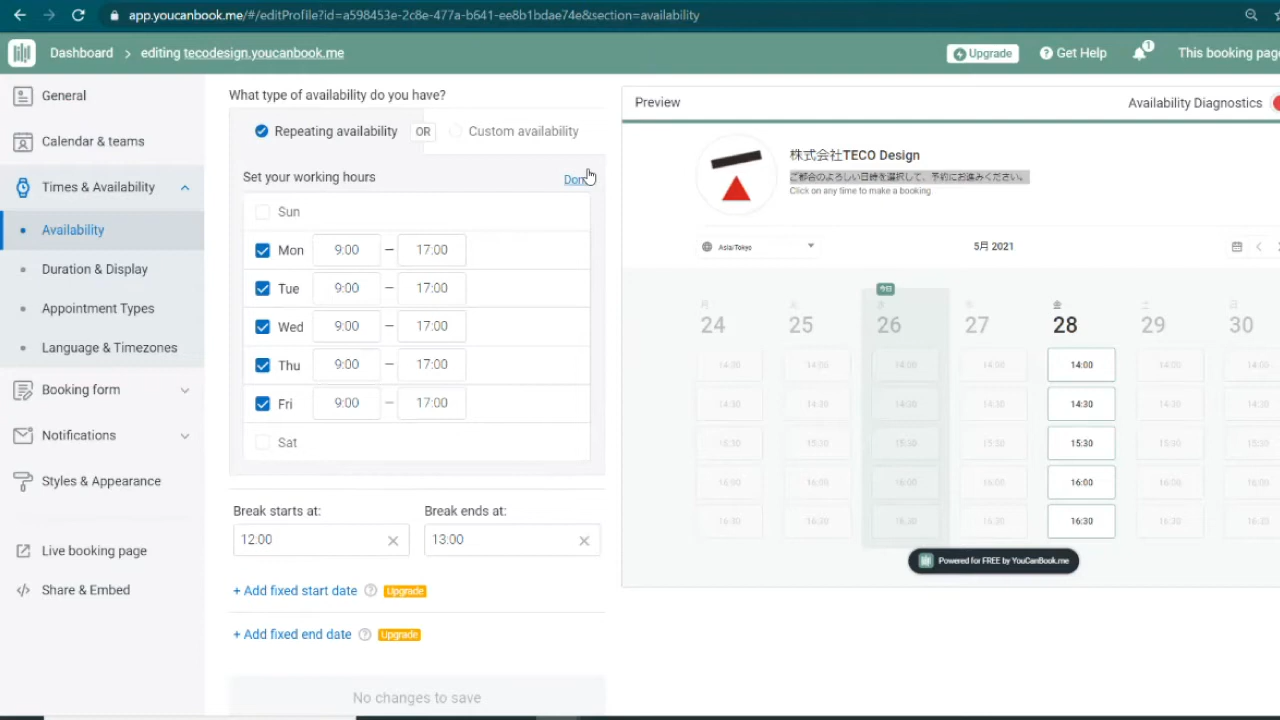 app.youcanbook.me/#/editProfile?id=a598453e-2c8e-477a-b641-ee8b1bdae74e&section=availability
Dashboard > editing tecodesign.youcanbook.me
Upgrade
Get Help
1
This booking page
General
Calendar & teams
Times & Availability
Availability
Duration & Display
Appointment Types
Language & Timezones
Booking form
Notifications
Styles & Appearance
Live booking page
Share & Embed
What type of availability do you have?
Repeating availability OR Custom availability
Set your working hours
Sun
Mon 9:00 – 17:00
Tue 9:00 – 17:00
Wed 9:00 – 17:00
Thu 9:00 – 17:00
Fri 9:00 – 17:00
Sat
Break starts at: Break ends at:
12:00 13:00
+ Add fixed start date Upgrade
+ Add fixed end date Upgrade
No changes to save
Preview
Availability Diagnostics
株式会社TECO Design
ご都合のよろしい日時を選択して、予約にお進みください。
Click on any time to make a booking.
Asia/Tokyo
5月 2021
今日
月 火 水 木 金 土 日
24 25 26 27 28 29 30
14:00 14:00 14:00 14:00 14:00 14:00 14:00
14:30 14:30 14:30 14:30 14:30 14:30 14:30
15:30 15:30 15:30 15:30 15:30 15:30 15:30
16:00 16:00 16:00 16:00 16:00 16:00 16:00
16:30 16:30 16:30 16:30 16:30 16:30 16:30
Powered for FREE by YouCanBook.me